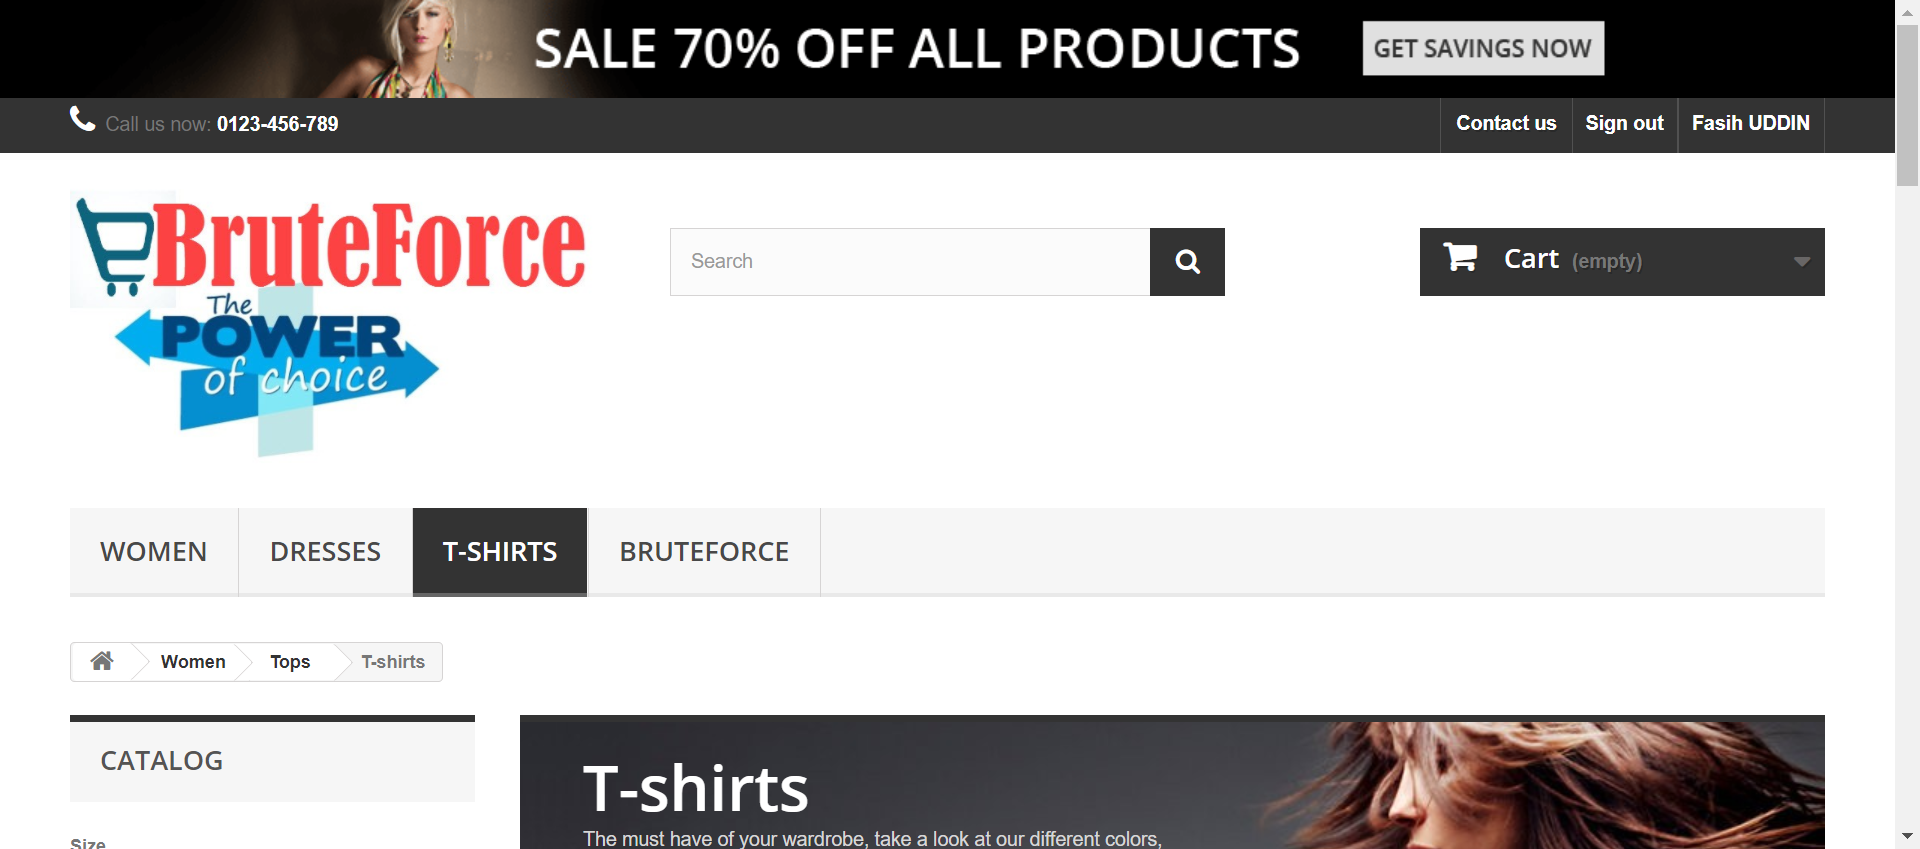 SALE 70% OFF ALL PRODUCTS GET SAVINGS NOW
Call us now: 0123-456-789 Contact us Sign out Fasih UDDIN
BruteForce
The
POWER
of choice
Search
Cart (empty)
WOMEN DRESSES T-SHIRTS BRUTEFORCE
Women Tops T-shirts
CATALOG
Size
T-shirts
The must have of your wardrobe, take a look at our different colors,